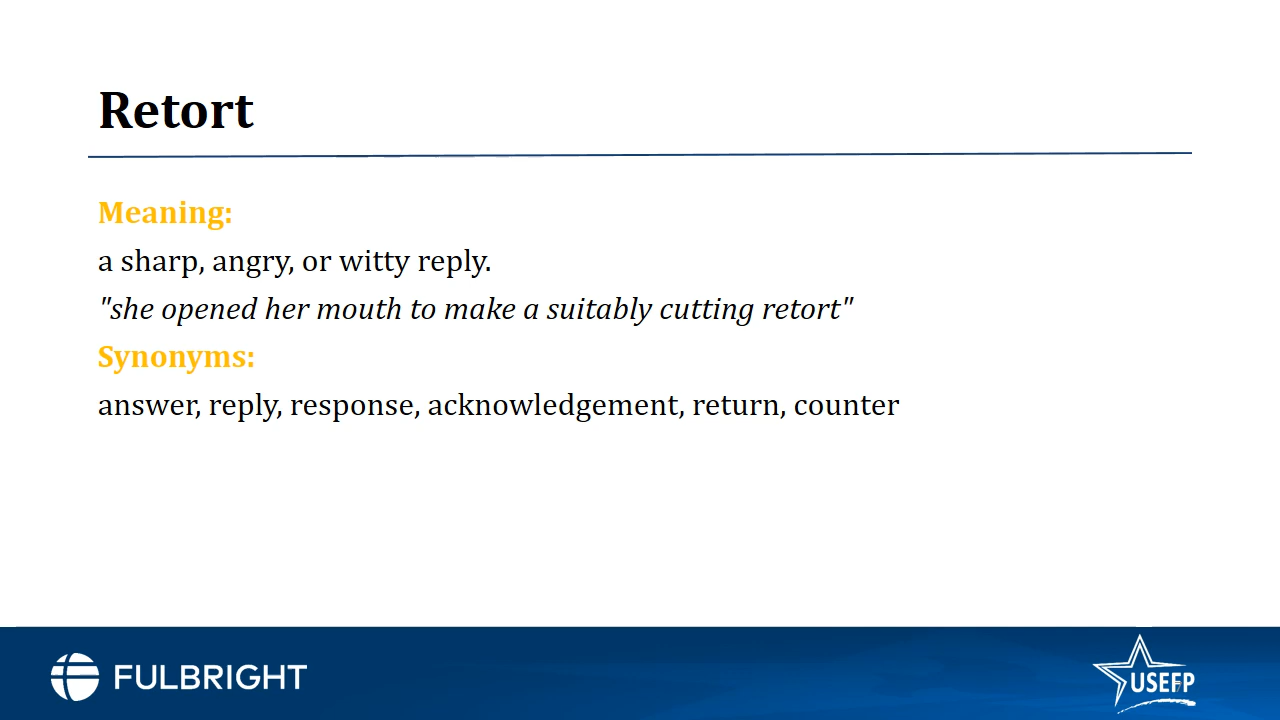 Retort
Meaning:
a sharp, angry, or witty reply.
"she opened her mouth to make a suitably cutting retort"
Synonyms:
answer, reply, response, acknowledgement, return, counter
FULBRIGHT
USEFP